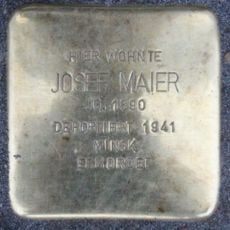 HIER WOHNTE
JOSEF MAIER
JG. 1890
DEPORTIERT 1941
MINSK
ERMORDET